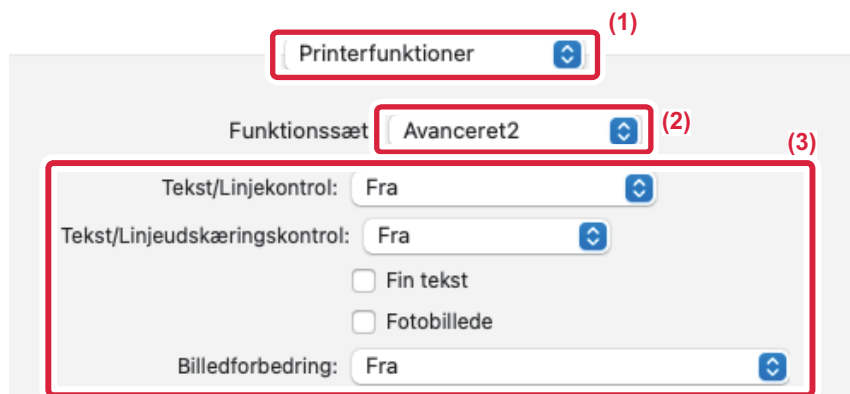 (1)
Printerfunktioner
Funktionssæt Avanceret2 (2)
(3)
Tekst/Linjekontrol: Fra
Tekst/Linjeudskæringskontrol: Fra
Fin tekst
Fotobillede
Billedforbedring: Fra